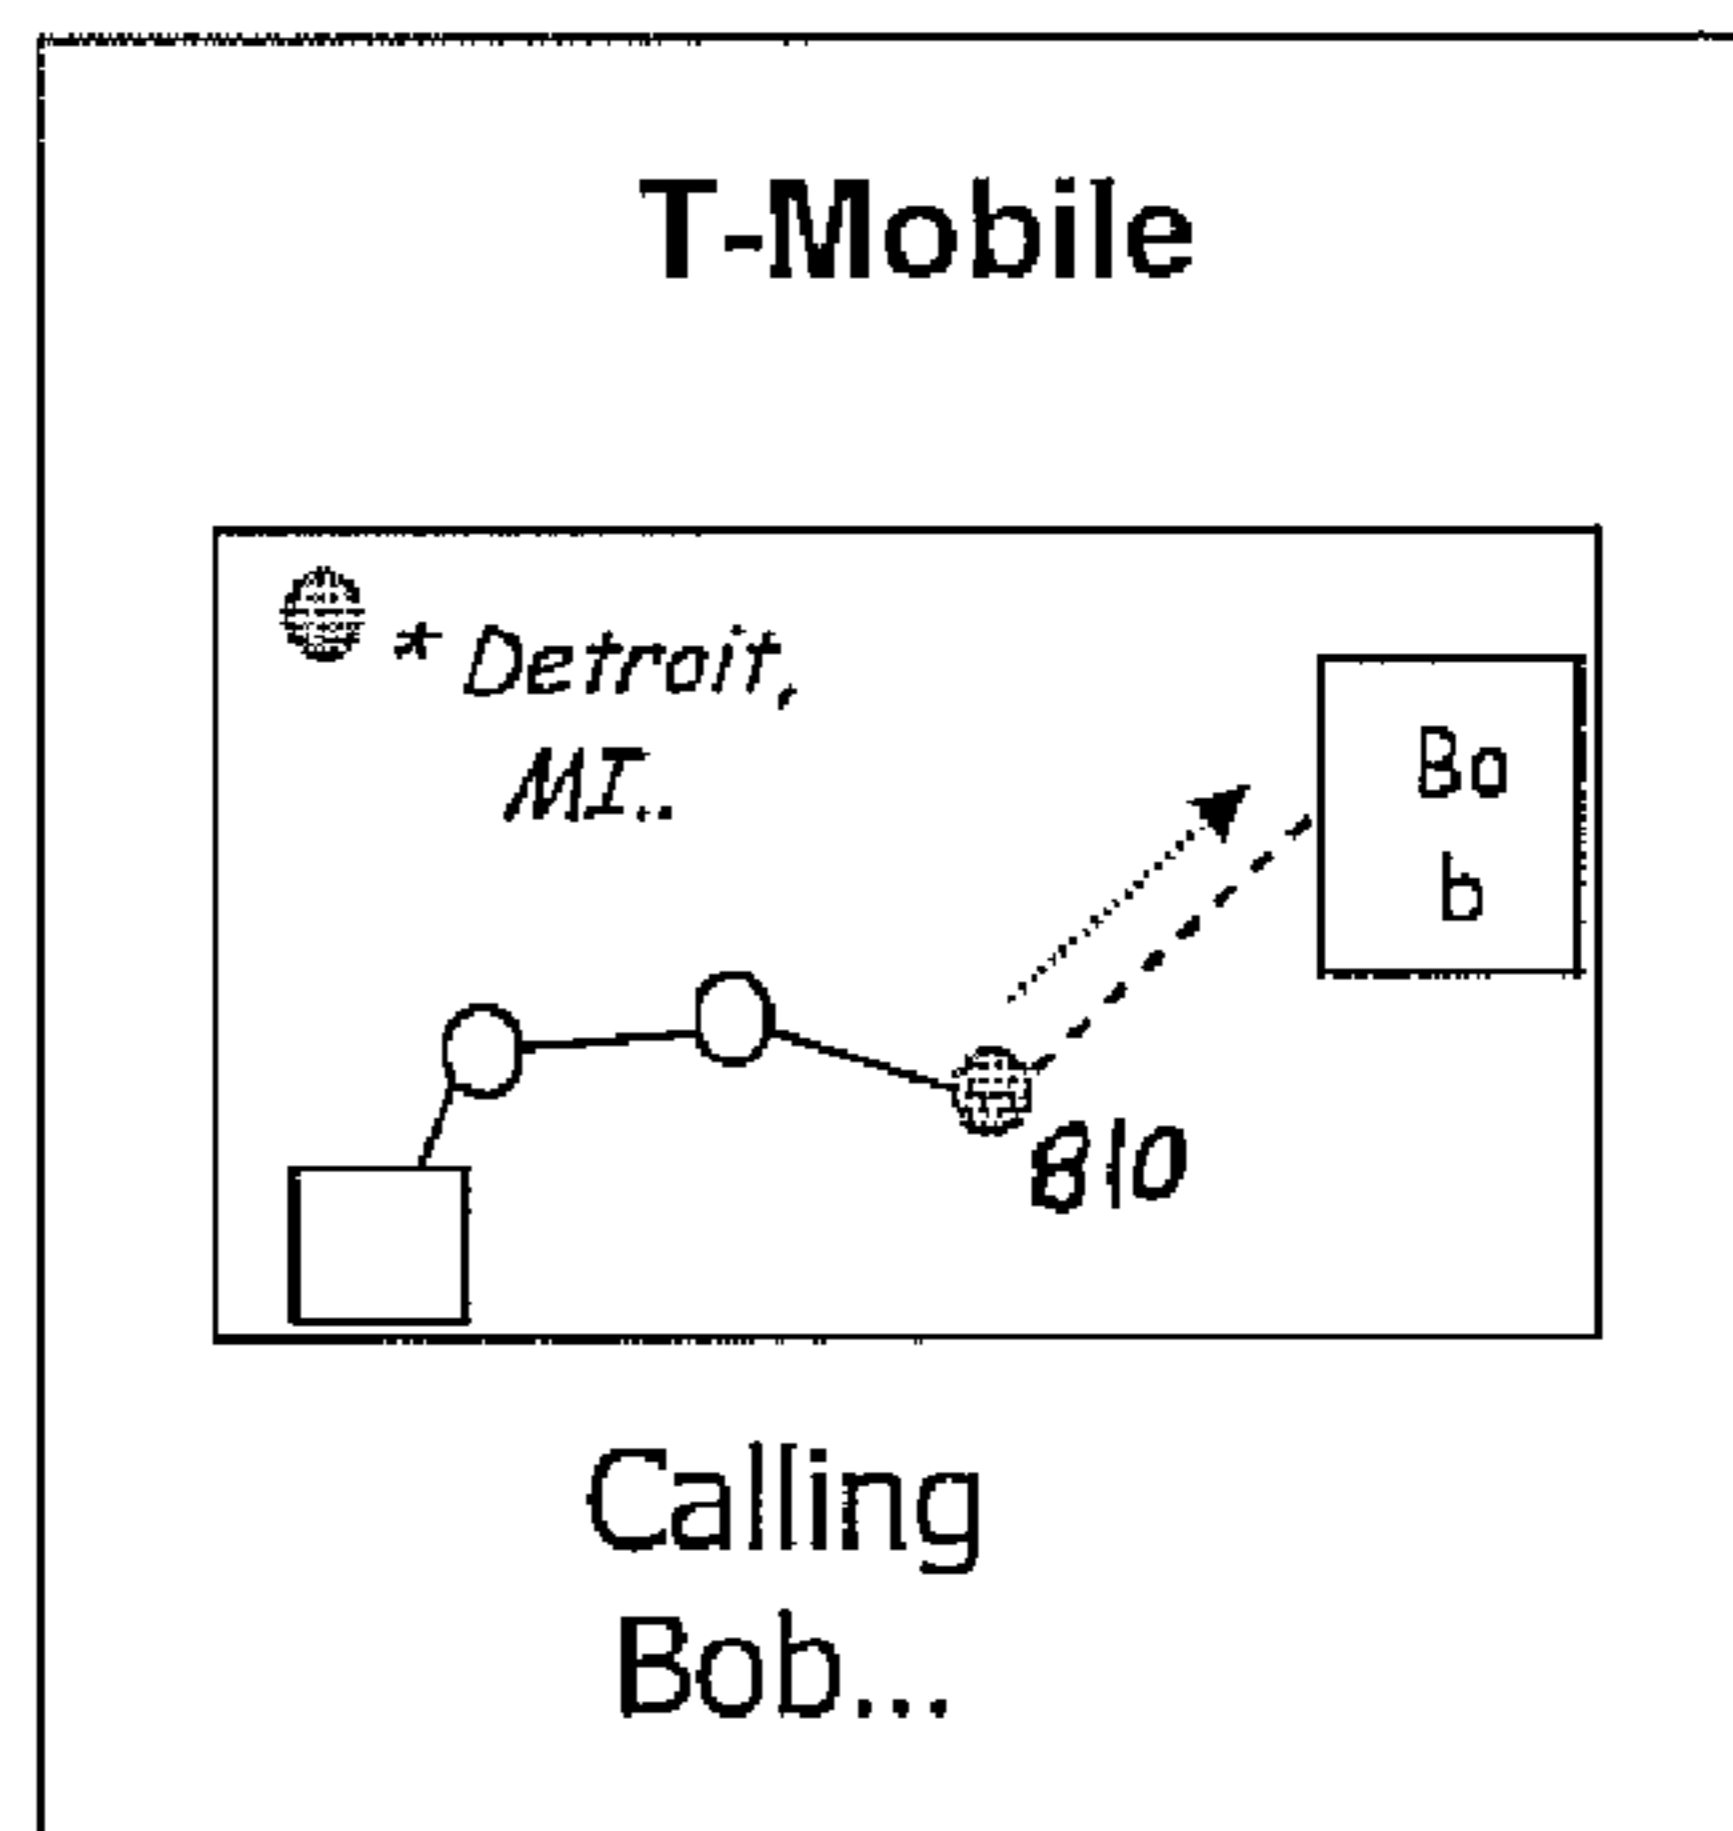 T-Mobile
* Detroit,
MI..
Bo
b
810
Calling
Bob...